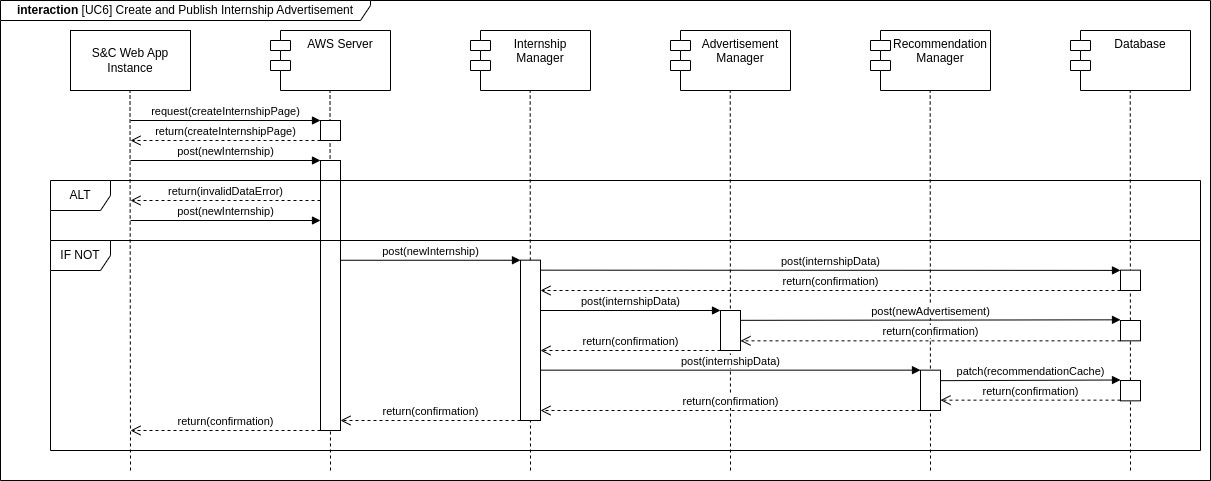 interaction [UC6] Create and Publish Internship Advertisement
S&C Web App
Instance
AWS Server
Internship
Manager
Advertisement
Manager
Recommendation
Manager
Database
request(createInternshipPage)
return(createInternshipPage)
post(newInternship)
ALT
return(invalidDataError)
post(newInternship)
IF NOT
post(newInternship)
post(internshipData)
return(confirmation)
post(internshipData)
post(newAdvertisement)
return(confirmation)
return(confirmation)
post(internshipData)
patch(recommendationCache)
return(confirmation)
return(confirmation)
return(confirmation)
return(confirmation)